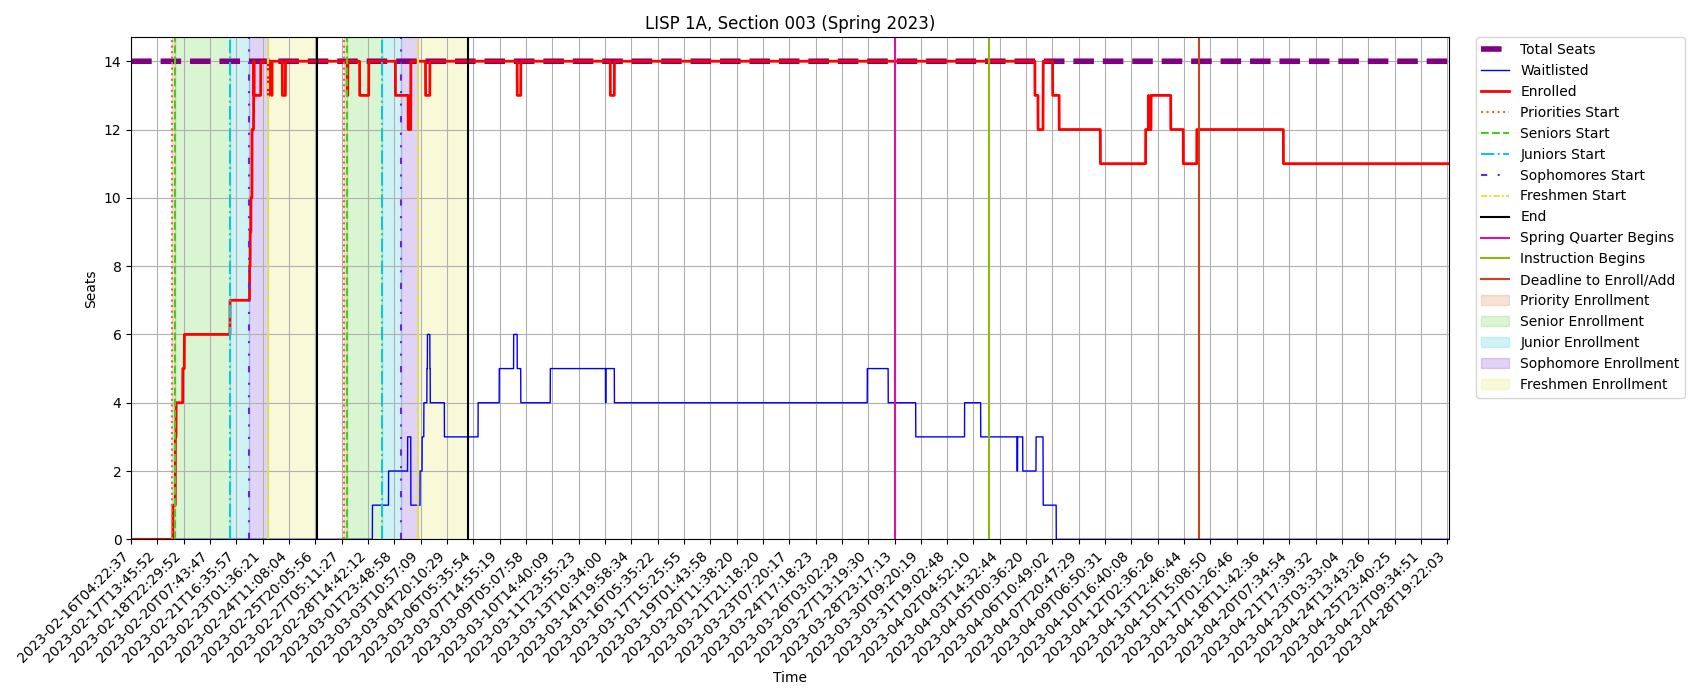 LISP 1A, Section 003 (Spring 2023)
Seats
14
12
10
8
6
4
2
0
2023-02-16T04:22:37
2023-02-17T13:45:52
2023-02-18T22:29:52
2023-02-20T07:43:47
2023-02-21T16:35:57
2023-02-23T01:36:21
2023-02-24T11:08:04
2023-02-25T20:05:56
2023-02-27T05:11:27
2023-02-28T14:42:12
2023-03-01T23:48:58
2023-03-03T10:57:09
2023-03-04T20:10:29
2023-03-06T05:35:54
2023-03-07T14:55:19
2023-03-09T05:07:58
2023-03-10T14:40:09
2023-03-11T23:55:23
2023-03-13T10:34:00
2023-03-14T19:58:34
2023-03-16T05:35:22
2023-03-17T15:25:55
2023-03-19T01:43:58
2023-03-20T11:38:20
2023-03-21T21:18:20
2023-03-23T07:20:17
2023-03-24T17:18:23
2023-03-26T03:02:29
2023-03-27T13:19:30
2023-03-28T23:17:13
2023-03-30T09:20:19
2023-03-31T19:02:48
2023-04-02T04:52:10
2023-04-03T14:32:44
2023-04-05T00:36:20
2023-04-06T10:49:02
2023-04-07T20:47:29
2023-04-09T06:50:31
2023-04-10T16:40:08
2023-04-12T02:36:26
2023-04-13T12:46:44
2023-04-15T15:08:50
2023-04-17T01:26:46
2023-04-18T11:42:36
2023-04-20T07:34:54
2023-04-21T17:39:32
2023-04-23T03:33:04
2023-04-24T13:43:26
2023-04-25T23:40:25
2023-04-27T09:34:51
2023-04-28T19:22:03
Time
Total Seats
Waitlisted
Enrolled
Priorities Start
Seniors Start
Juniors Start
Sophomores Start
Freshmen Start
End
Spring Quarter Begins
Instruction Begins
Deadline to Enroll/Add
Priority Enrollment
Senior Enrollment
Junior Enrollment
Sophomore Enrollment
Freshmen Enrollment